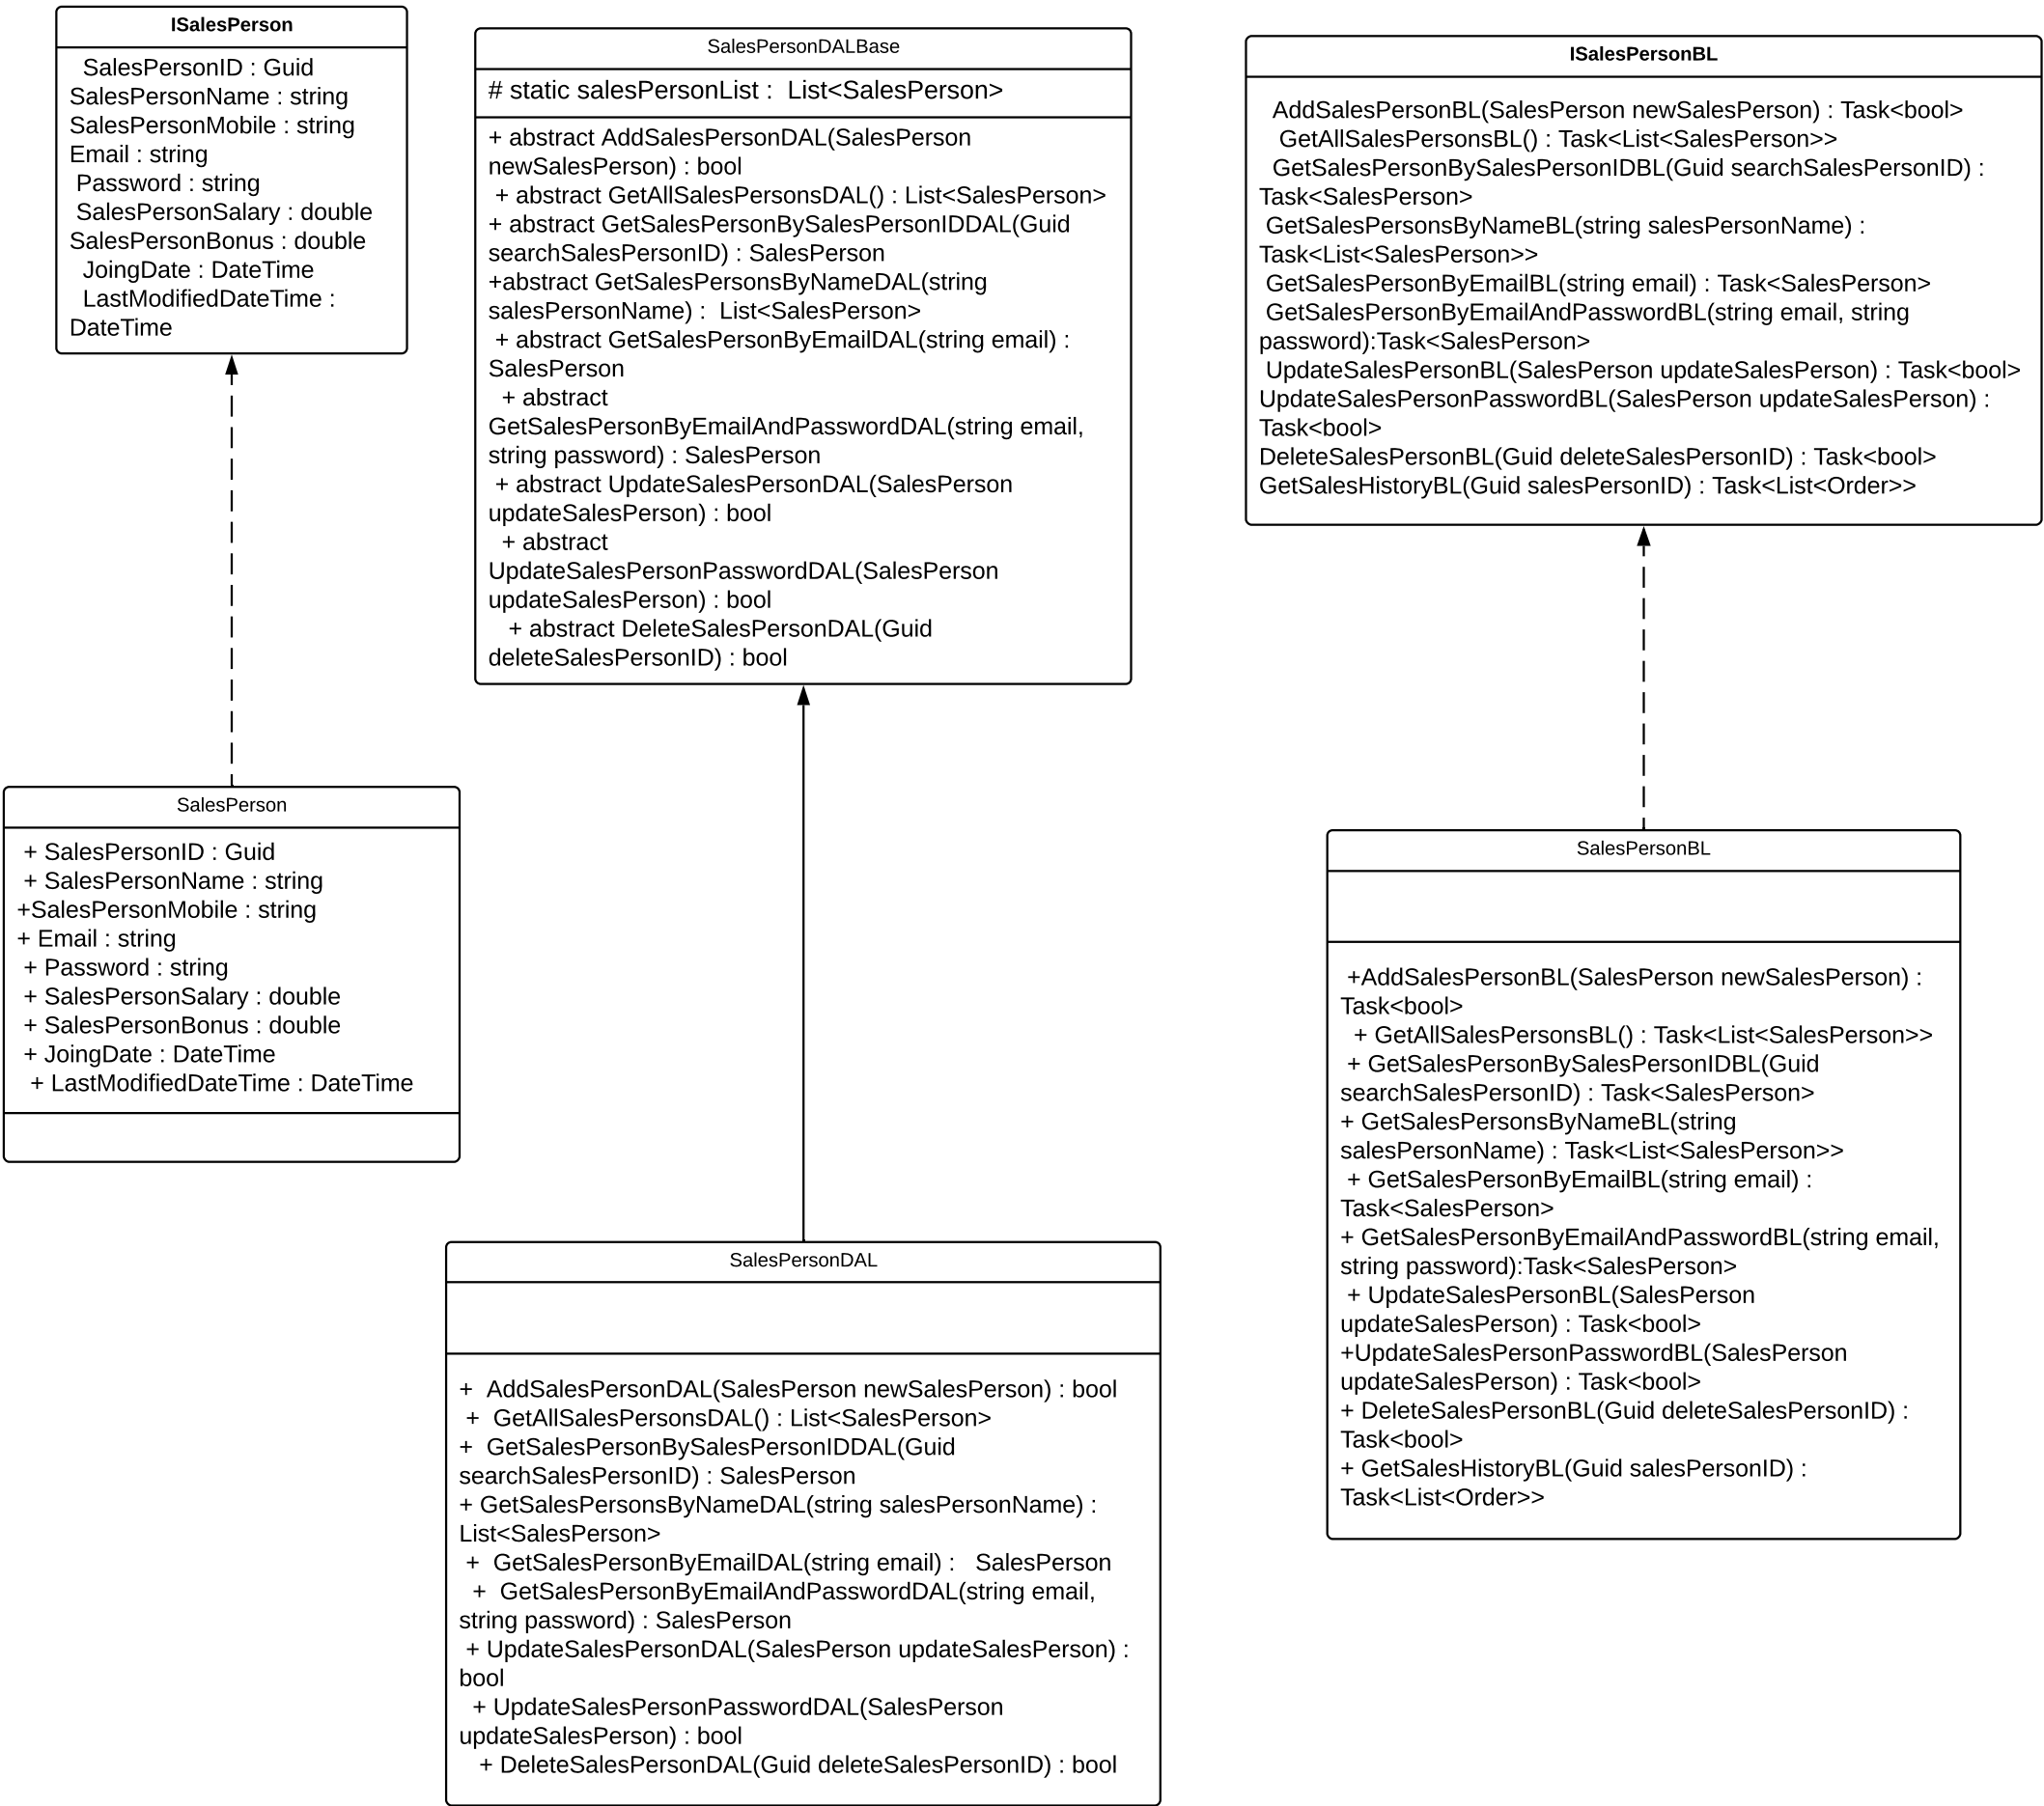 ISalesPerson
SalesPersonID : Guid
SalesPersonName : string
SalesPersonMobile : string
Email : string
Password : string
SalesPersonSalary : double
SalesPersonBonus : double
JoingDate : DateTime
LastModifiedDateTime :
DateTime
SalesPersonDALBase
# static salesPersonList :  List<SalesPerson>
+ abstract AddSalesPersonDAL(SalesPerson
newSalesPerson) : bool
+ abstract GetAllSalesPersonsDAL() : List<SalesPerson>
+ abstract GetSalesPersonBySalesPersonIDDAL(Guid
searchSalesPersonID) : SalesPerson
+abstract GetSalesPersonsByNameDAL(string
salesPersonName) :  List<SalesPerson>
+ abstract GetSalesPersonByEmailDAL(string email) :
SalesPerson
+ abstract
GetSalesPersonByEmailAndPasswordDAL(string email,
string password) : SalesPerson
+ abstract UpdateSalesPersonDAL(SalesPerson
updateSalesPerson) : bool
+ abstract
UpdateSalesPersonPasswordDAL(SalesPerson
updateSalesPerson) : bool
+ abstract DeleteSalesPersonDAL(Guid
deleteSalesPersonID) : bool
ISalesPersonBL
AddSalesPersonBL(SalesPerson newSalesPerson) : Task<bool>
GetAllSalesPersonsBL() : Task<List<SalesPerson>>
GetSalesPersonBySalesPersonIDBL(Guid searchSalesPersonID) :
Task<SalesPerson>
GetSalesPersonsByNameBL(string salesPersonName) :
Task<List<SalesPerson>>
GetSalesPersonByEmailBL(string email) : Task<SalesPerson>
GetSalesPersonByEmailAndPasswordBL(string email, string
password):Task<SalesPerson>
UpdateSalesPersonBL(SalesPerson updateSalesPerson) : Task<bool>
UpdateSalesPersonPasswordBL(SalesPerson updateSalesPerson) :
Task<bool>
DeleteSalesPersonBL(Guid deleteSalesPersonID) : Task<bool>
GetSalesHistoryBL(Guid salesPersonID) : Task<List<Order>>
SalesPerson
+ SalesPersonID : Guid
+ SalesPersonName : string
+SalesPersonMobile : string
+ Email : string
+ Password : string
+ SalesPersonSalary : double
+ SalesPersonBonus : double
+ JoingDate : DateTime
+ LastModifiedDateTime : DateTime
SalesPersonDAL
+  AddSalesPersonDAL(SalesPerson newSalesPerson) : bool
+  GetAllSalesPersonsDAL() : List<SalesPerson>
+  GetSalesPersonBySalesPersonIDDAL(Guid
searchSalesPersonID) : SalesPerson
+ GetSalesPersonsByNameDAL(string salesPersonName) :
List<SalesPerson>
+  GetSalesPersonByEmailDAL(string email) :   SalesPerson
+  GetSalesPersonByEmailAndPasswordDAL(string email,
string password) : SalesPerson
+ UpdateSalesPersonDAL(SalesPerson updateSalesPerson) :
bool
+ UpdateSalesPersonPasswordDAL(SalesPerson
updateSalesPerson) : bool
+ DeleteSalesPersonDAL(Guid deleteSalesPersonID) : bool
SalesPersonBL
+AddSalesPersonBL(SalesPerson newSalesPerson) :
Task<bool>
+ GetAllSalesPersonsBL() : Task<List<SalesPerson>>
+ GetSalesPersonBySalesPersonIDBL(Guid
searchSalesPersonID) : Task<SalesPerson>
+ GetSalesPersonsByNameBL(string
salesPersonName) : Task<List<SalesPerson>>
+ GetSalesPersonByEmailBL(string email) :
Task<SalesPerson>
+ GetSalesPersonByEmailAndPasswordBL(string email,
string password):Task<SalesPerson>
+ UpdateSalesPersonBL(SalesPerson
updateSalesPerson) : Task<bool>
+UpdateSalesPersonPasswordBL(SalesPerson
updateSalesPerson) : Task<bool>
+ DeleteSalesPersonBL(Guid deleteSalesPersonID) :
Task<bool>
+ GetSalesHistoryBL(Guid salesPersonID) :
Task<List<Order>>